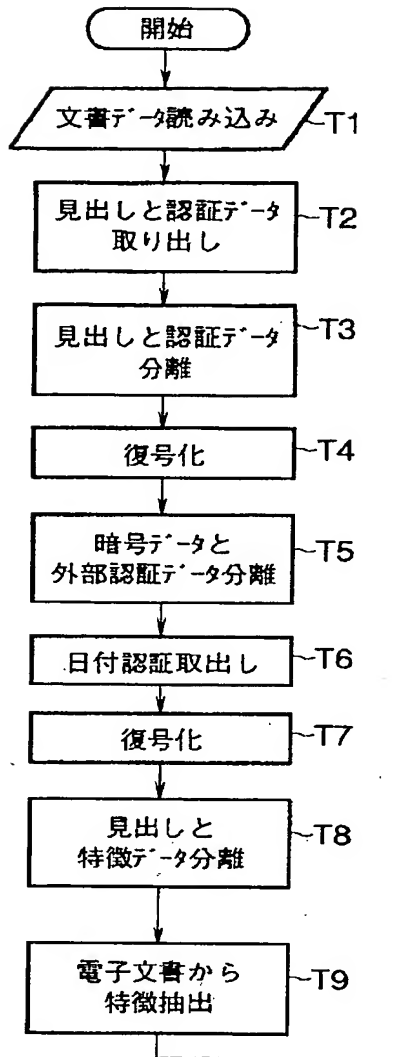 開始
文書データ読み込み
T1
見出しと認証データ
取り出し
T2
見出しと認証データ
分離
T3
復号化
T4
暗号データと
外部認証データ分離
T5
日付認証取出し
T6
復号化
T7
見出しと
特徴データ分離
T8
電子文書から
特徴抽出
T9